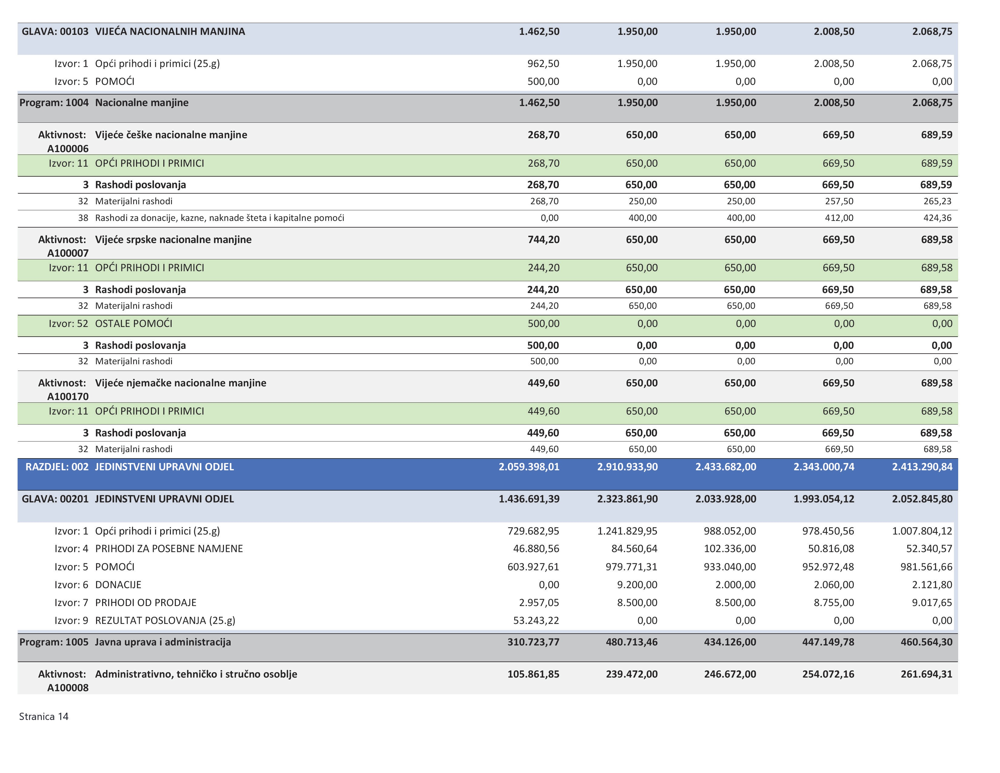 GLAVA: 00103 VIJEĆA NACIONALNIH MANJINA 1.462,50 1.950,00 1.950,00 2.008,50 2.068,75
Izvor: 1 Opći prihodi i primici (25.g) 962,50 1.950,00 1.950,00 2.008,50 2.068,75
Izvor: 5 POMOĆI 500,00 0,00 0,00 0,00 0,00
Program: 1004 Nacionalne manjine 1.462,50 1.950,00 1.950,00 2.008,50 2.068,75
Aktivnost: Vijeće češke nacionalne manjine 268,70 650,00 650,00 669,50 689,59
A100006
Izvor: 11 OPĆI PRIHODI I PRIMICI 268,70 650,00 650,00 669,50 689,59
3 Rashodi poslovanja 268,70 650,00 650,00 669,50 689,59
32 Materijalni rashodi 268,70 250,00 250,00 257,50 265,23
38 Rashodi za donacije, kazne, naknade šteta i kapitalne pomoći 0,00 400,00 400,00 412,00 424,36
Aktivnost: Vijeće srpske nacionalne manjine 744,20 650,00 650,00 669,50 689,58
A100007
Izvor: 11 OPĆI PRIHODI I PRIMICI 244,20 650,00 650,00 669,50 689,58
3 Rashodi poslovanja 244,20 650,00 650,00 669,50 689,58
32 Materijalni rashodi 244,20 650,00 650,00 669,50 689,58
Izvor: 52 OSTALE POMOĆI 500,00 0,00 0,00 0,00 0,00
3 Rashodi poslovanja 500,00 0,00 0,00 0,00 0,00
32 Materijalni rashodi 500,00 0,00 0,00 0,00 0,00
Aktivnost: Vijeće njemačke nacionalne manjine 449,60 650,00 650,00 669,50 689,58
A100170
Izvor: 11 OPĆI PRIHODI I PRIMICI 449,60 650,00 650,00 669,50 689,58
3 Rashodi poslovanja 449,60 650,00 650,00 669,50 689,58
32 Materijalni rashodi 449,60 650,00 650,00 669,50 689,58
RAZDJEL: 002 JEDINSTVENI UPRAVNI ODJEL 2.059.398,01 2.910.933,90 2.433.682,00 2.343.000,74 2.413.290,84
GLAVA: 00201 JEDINSTVENI UPRAVNI ODJEL 1.436.691,39 2.323.861,90 2.033.928,00 1.993.054,12 2.052.845,80
Izvor: 1 Opći prihodi i primici (25.g) 729.682,95 1.241.829,95 988.052,00 978.450,56 1.007.804,12
Izvor: 4 PRIHODI ZA POSEBNE NAMJENE 46.880,56 84.560,64 102.336,00 50.816,08 52.340,57
Izvor: 5 POMOĆI 603.927,61 979.771,31 933.040,00 952.972,48 981.561,66
Izvor: 6 DONACIJE 0,00 9.200,00 2.000,00 2.060,00 2.121,80
Izvor: 7 PRIHODI OD PRODAJE 2.957,05 8.500,00 8.500,00 8.755,00 9.017,65
Izvor: 9 REZULTAT POSLOVANJA (25.g) 53.243,22 0,00 0,00 0,00 0,00
Program: 1005 Javna uprava i administracija 310.723,77 480.713,46 434.126,00 447.149,78 460.564,30
Aktivnost: Administrativno, tehničko i stručno osoblje 105.861,85 239.472,00 246.672,00 254.072,16 261.694,31
A100008
Stranica 14